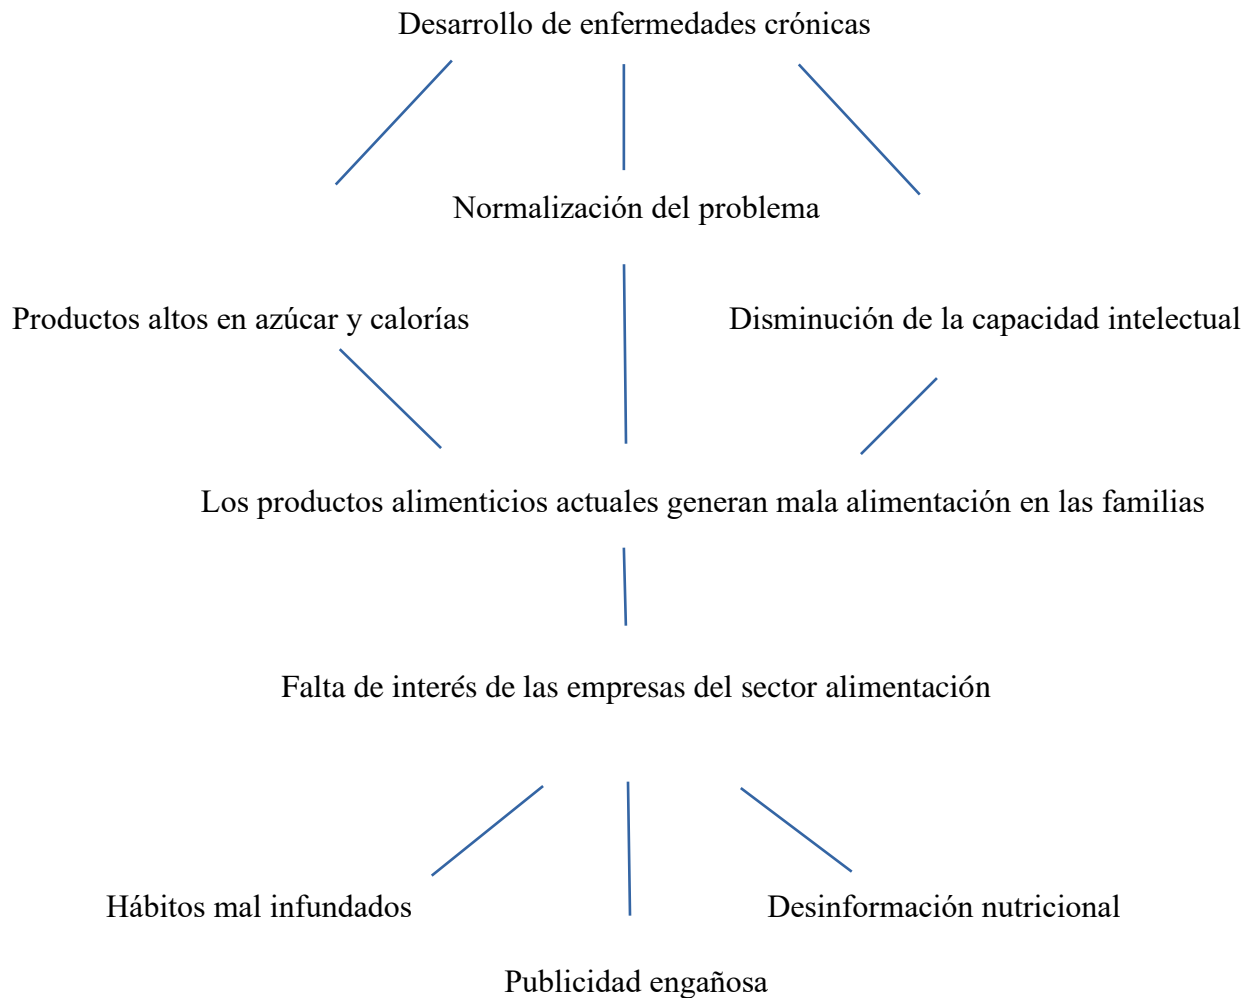 Desarrollo de enfermedades crónicas
Normalización del problema
Productos altos en azúcar y calorías
Disminución de la capacidad intelectual
Los productos alimenticios actuales generan mala alimentación en las familias
Falta de interés de las empresas del sector alimentación
Hábitos mal infundados
Desinformación nutricional
Publicidad engañosa